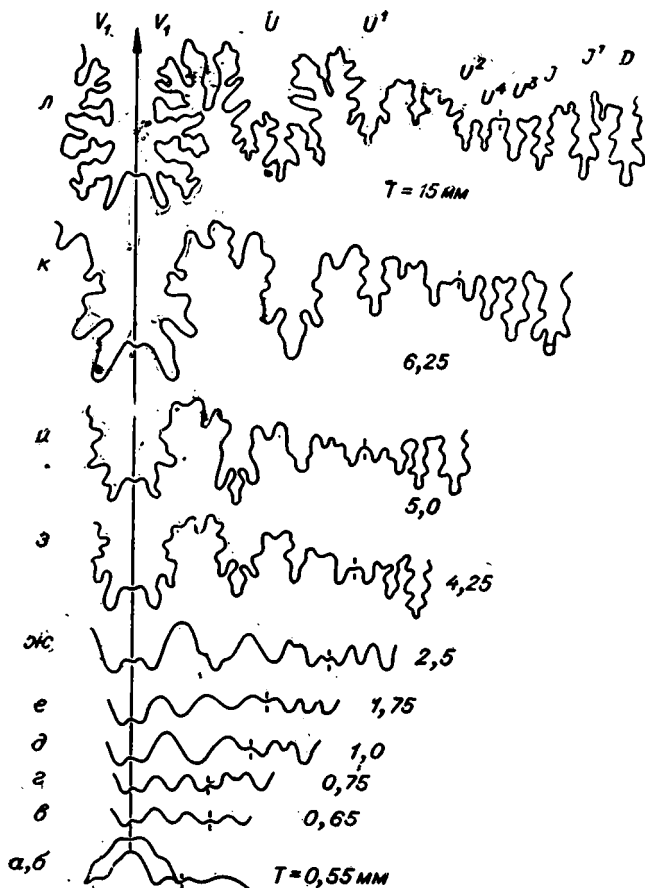 V₁ V₁ U U¹ U² U⁴ U³ J J¹ D
л
T = 15 мм
к
6,25
и
5,0
з
4,25
ж
2,5
е
1,75
д
1,0
г
0,75
в
0,65
а,б
T = 0,55 мм